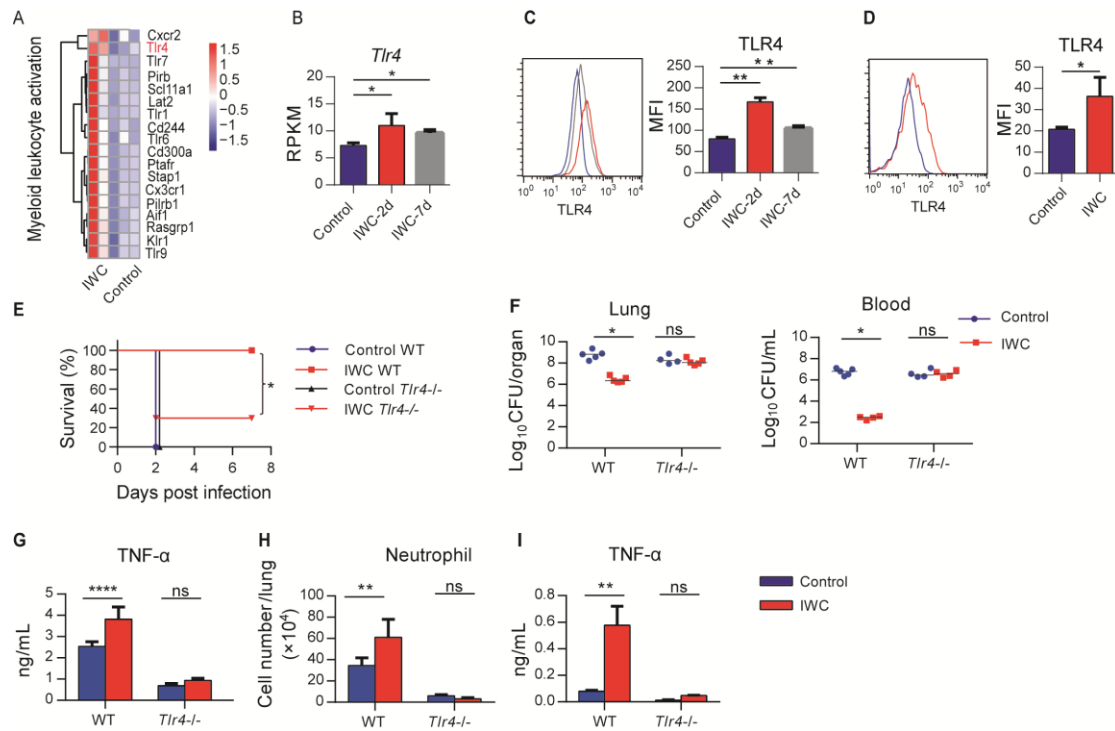 A
Myeloid leukocyte activation
Cxcr2
Tlr4
Tlr7
Pirb
Scl11a1
Lat2
Tlr1
Cd244
Tlr6
Cd300a
Ptafr
Stap1
Cx3cr1
Pilrb1
Aif1
Rasgrp1
Klr1
Tlr9
IWC
Control
1.5
1
0.5
0
−0.5
−1
−1.5
B
Tlr4
*
*
RPKM
20
15
10
5
0
Control
IWC-2d
IWC-7d
C
10¹ 10² 10³ 10⁴
TLR4
TLR4
**
**
MFI
250
200
150
100
50
0
Control
IWC-2d
IWC-7d
D
10¹ 10² 10³ 10⁴
TLR4
TLR4
*
MFI
50
40
30
20
10
0
Control
IWC
E
Survival (%)
100
80
60
40
20
0
0 2 4 6 8
Days post infection
*
Control WT
IWC WT
Control Tlr4-/-
IWC Tlr4-/-
F
Lung
* ns
Log₁₀CFU/organ
10
8
6
4
2
0
WT Tlr4-/-
Blood
* ns
Log₁₀CFU/mL
10
8
6
4
2
0
WT Tlr4-/-
Control
IWC
G
TNF-α
**** ns
ng/mL
5
4
3
2
1
0
WT Tlr4-/-
H
Neutrophil
** ns
Cell number/lung
(×10⁴)
100
80
60
40
20
0
WT Tlr4-/-
I
TNF-α
** ns
ng/mL
0.8
0.6
0.4
0.2
0.0
WT Tlr4-/-
Control
IWC